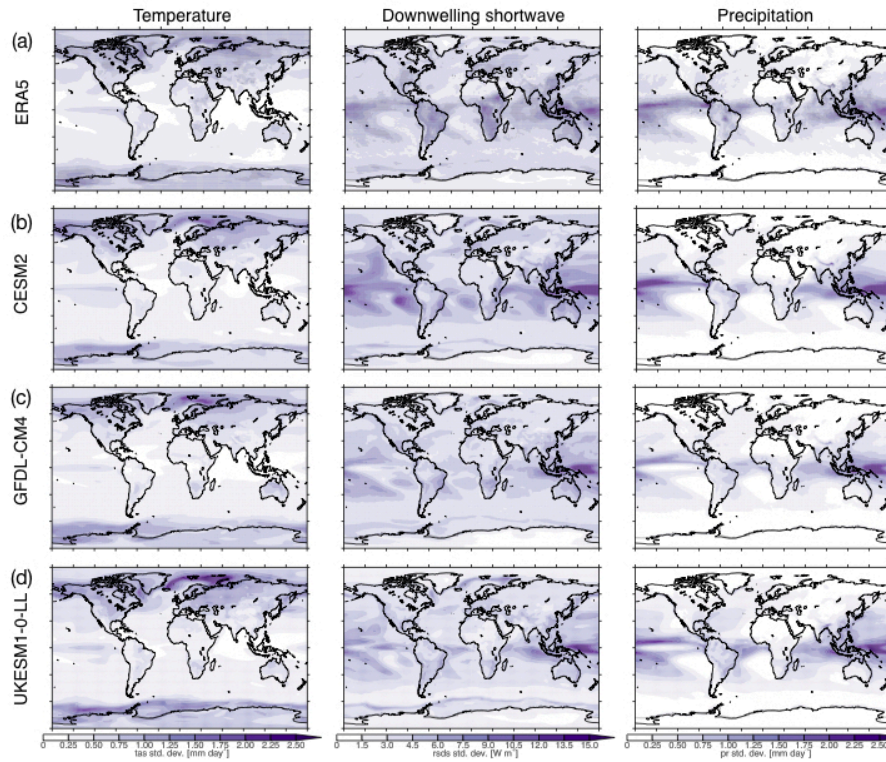 Temperature Downwelling shortwave Precipitation
(a) ERA5
(b) CESM2
(c) GFDL-CM4
(d) UKESM1-0-LL
0 0.25 0.50 0.75 1.00 1.25 1.50 1.75 2.00 2.25 2.50 0 1.5 3.0 4.5 6.0 7.5 9.0 10.5 12.0 13.5 15.0 0 0.25 0.50 0.75 1.00 1.25 1.50 1.75 2.00 2.25 2.50
tas std. dev. [mm day⁻] rsds std. dev. [W m⁻] pr std. dev. [mm day⁻]